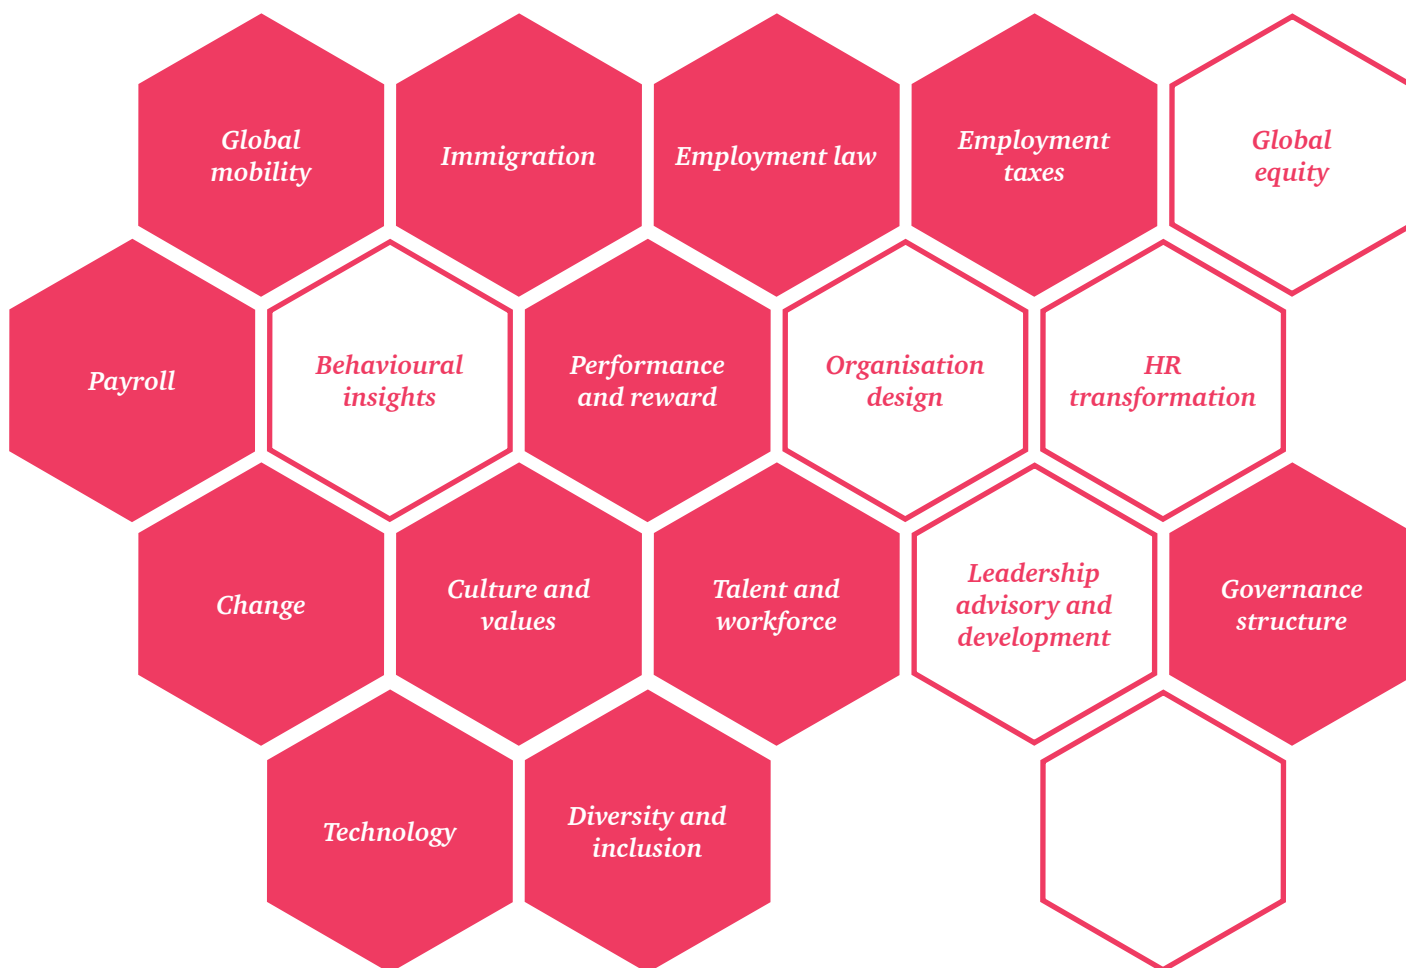 Global
mobility
Immigration
Employment law
Employment
taxes
Global
equity
Payroll
Behavioural
insights
Performance
and reward
Organisation
design
HR
transformation
Change
Culture and
values
Talent and
workforce
Leadership
advisory and
development
Governance
structure
Technology
Diversity and
inclusion